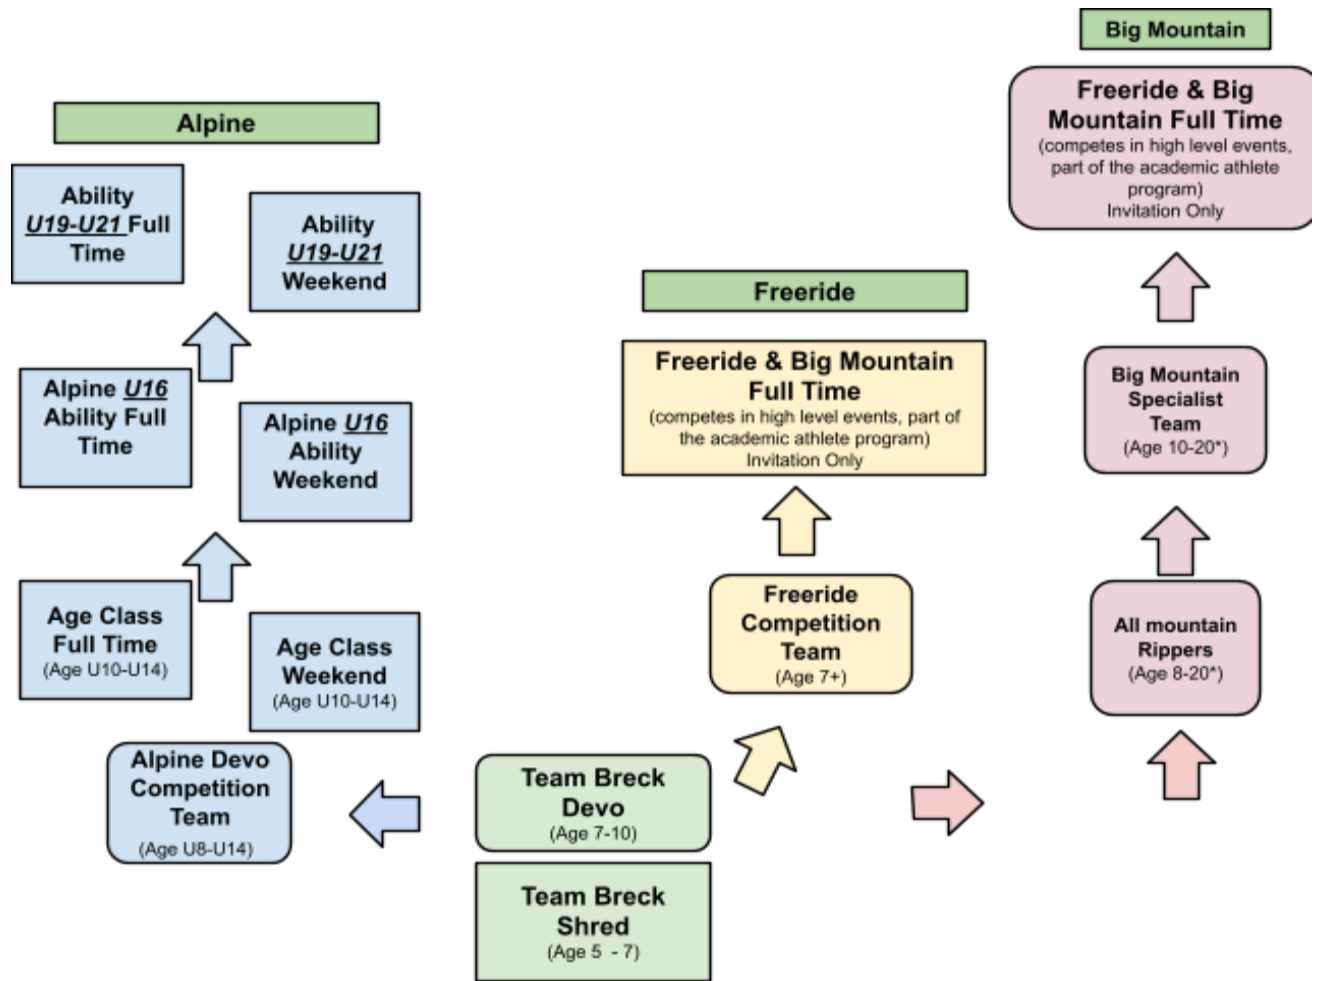 Big Mountain
Freeride & Big
Mountain Full Time
(competes in high level events,
part of the academic athlete
program)
Invitation Only
Alpine
Ability
U19-U21 Full
Time
Ability
U19-U21
Weekend
Freeride
Freeride & Big Mountain
Full Time
(competes in high level events, part of
the academic athlete program)
Invitation Only
Big Mountain
Specialist
Team
(Age 10-20*)
Alpine U16
Ability Full
Time
Alpine U16
Ability
Weekend
Age Class
Full Time
(Age U10-U14)
Age Class
Weekend
(Age U10-U14)
Freeride
Competition
Team
(Age 7+)
All mountain
Rippers
(Age 8-20*)
Alpine Devo
Competition
Team
(Age U8-U14)
Team Breck
Devo
(Age 7-10)
Team Breck
Shred
(Age 5 - 7)